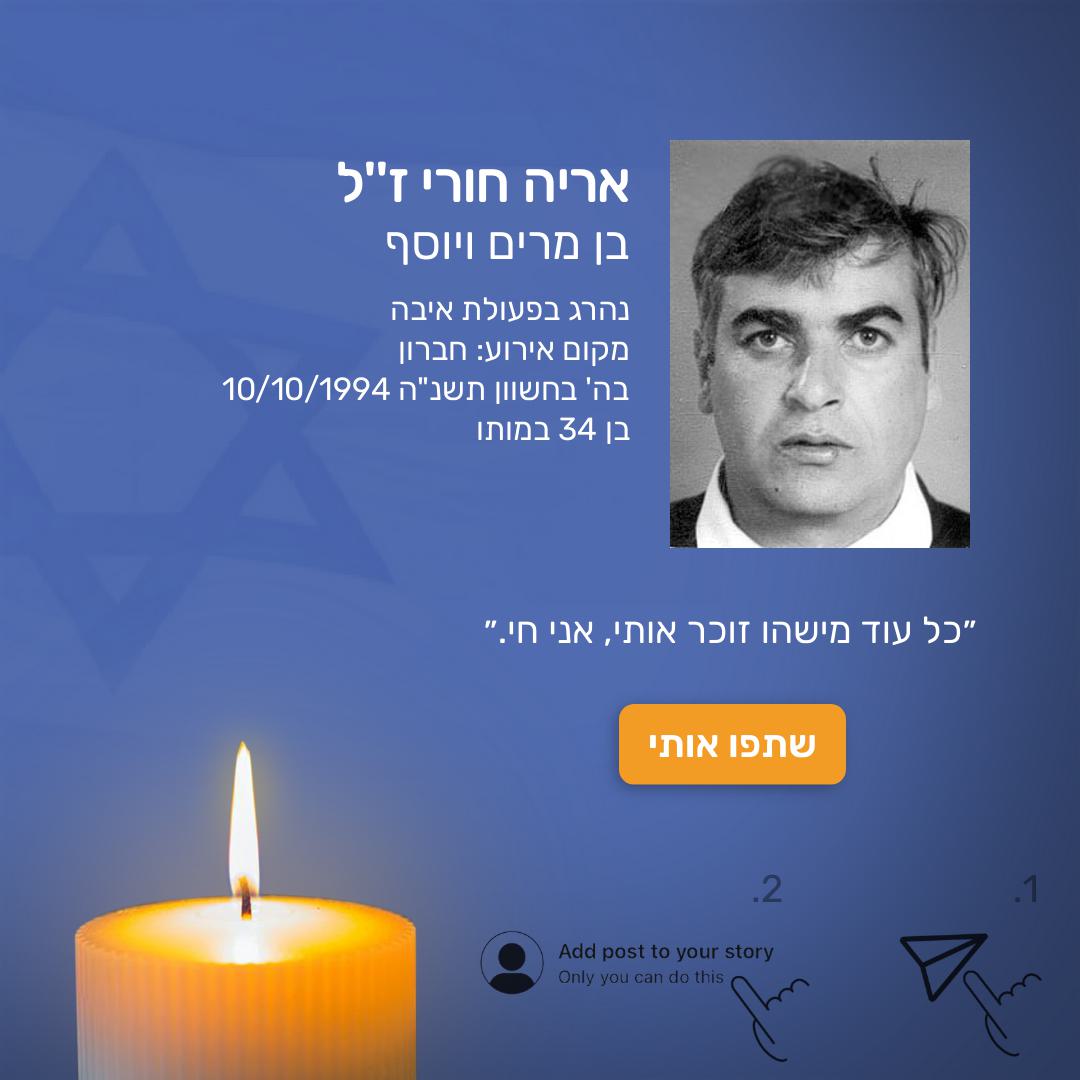 אריה חורי ז"ל
בן מרים ויוסף
נהרג בפעולת איבה
מקום אירוע: חברון
בה' בחשוון תשנ"ה 10/10/1994
בן 34 במותו
״כל עוד מישהו זוכר אותי, אני חי.״
שתפו אותי
1.
2.
Add post to your story
Only you can do this